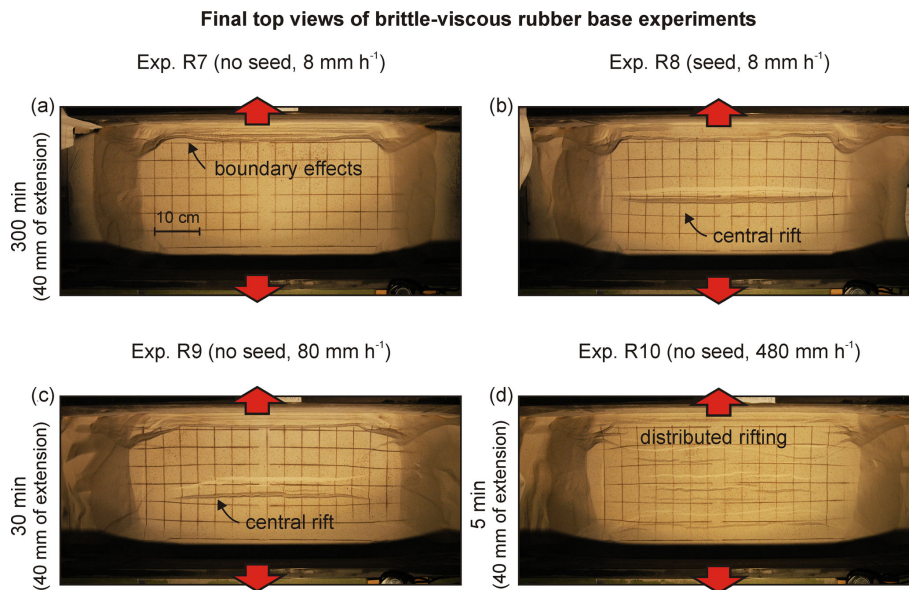 Final top views of brittle-viscous rubber base experiments
Exp. R7 (no seed, 8 mm h⁻¹)
Exp. R8 (seed, 8 mm h⁻¹)
(a)
300 min
(40 mm of extension)
boundary effects
10 cm
(b)
central rift
Exp. R9 (no seed, 80 mm h⁻¹)
Exp. R10 (no seed, 480 mm h⁻¹)
(c)
30 min
(40 mm of extension)
central rift
(d)
5 min
(40 mm of extension)
distributed rifting